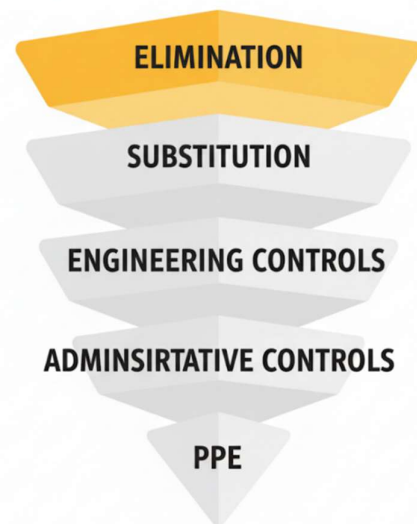 ELIMINATION
SUBSTITUTION
ENGINEERING CONTROLS
ADMINSIRTATIVE CONTROLS
PPE